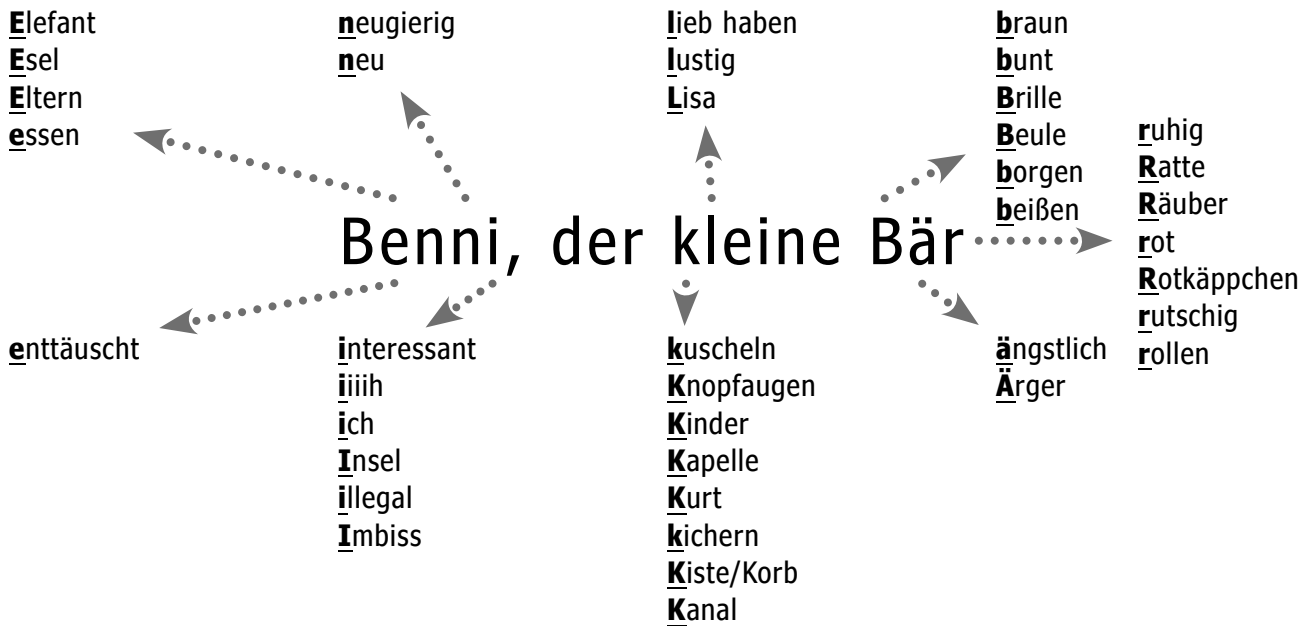 Elefant
Esel
Eltern
essen
neugierig
neu
lieb haben
lustig
Lisa
braun
bunt
Brille
Beule
borgen
beißen
ruhig
Ratte
Räuber
rot
Rotkäppchen
rutschig
rollen
Benni, der kleine Bär
enttäuscht
interessant
iiiih
ich
Insel
illegal
Imbiss
kuscheln
Knopfaugen
Kinder
Kapelle
Kurt
kichern
Kiste/Korb
Kanal
ängstlich
Ärger